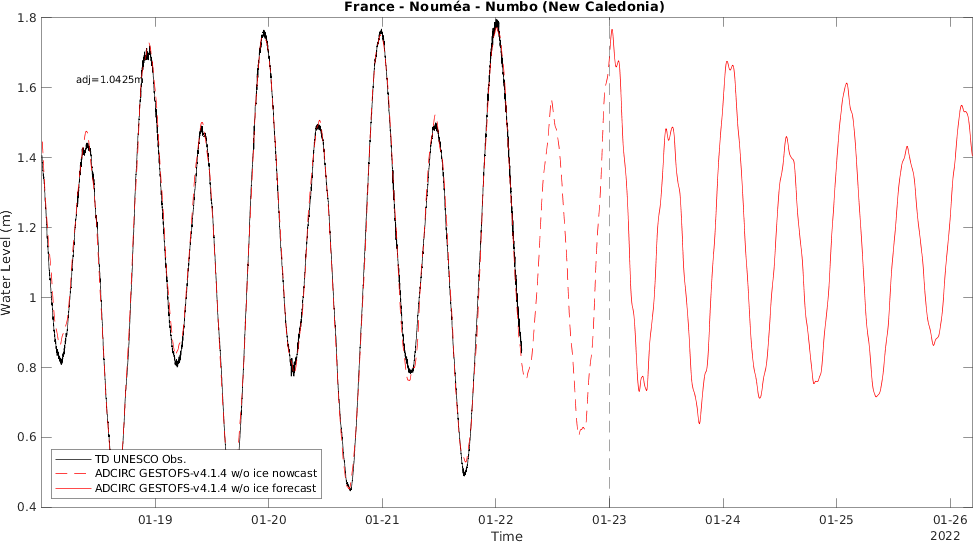 France - Nouméa - Numbo (New Caledonia)
1.8
1.6
1.4
1.2
1
0.8
0.6
0.4
Water Level (m)
adj=1.0425m
TD UNESCO Obs.
ADCIRC GESTOFS-v4.1.4 w/o ice nowcast
ADCIRC GESTOFS-v4.1.4 w/o ice forecast
01-19 01-20 01-21 01-22 01-23 01-24 01-25 01-26
Time 2022